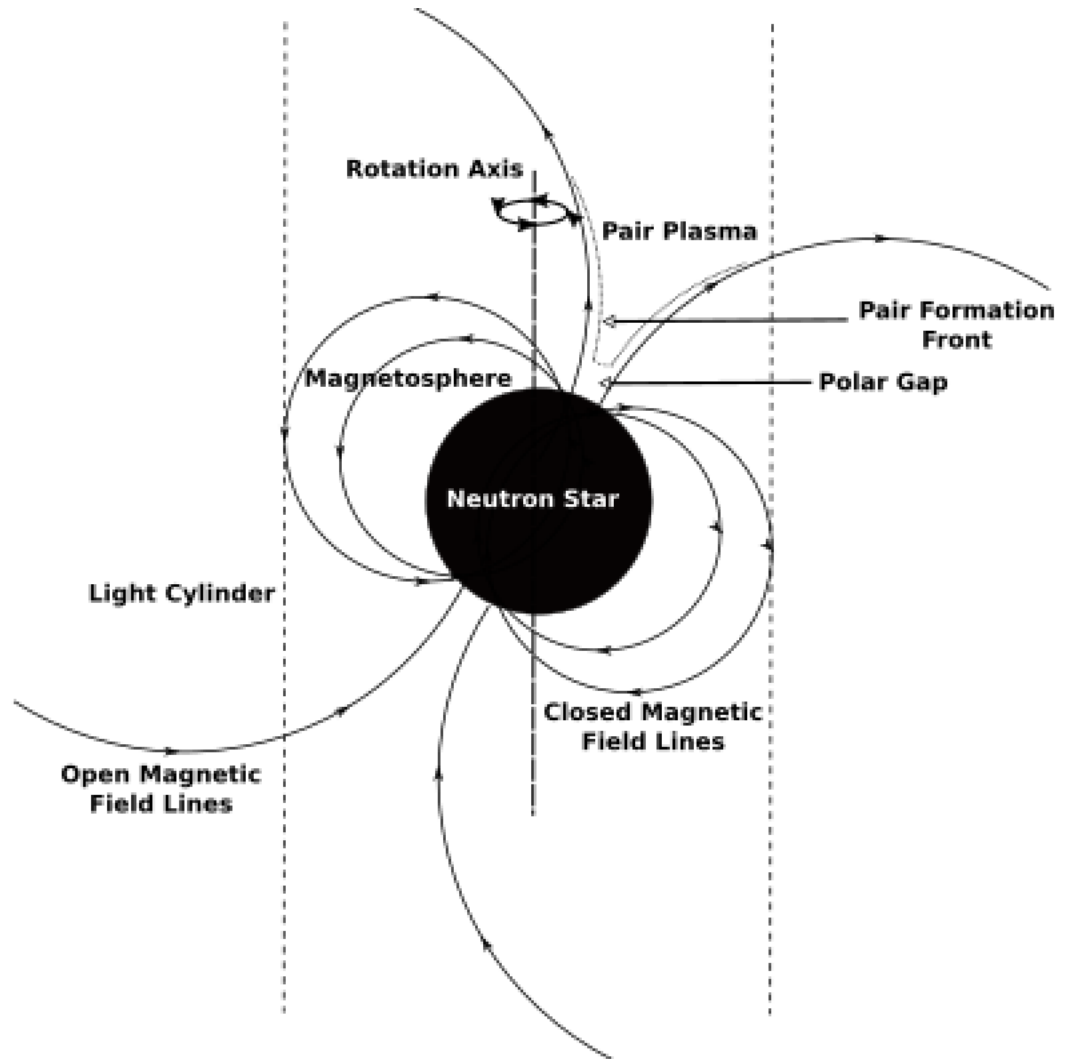 Rotation Axis
Pair Plasma
Pair Formation
Front
Magnetosphere
Polar Gap
Neutron Star
Light Cylinder
Closed Magnetic
Field Lines
Open Magnetic
Field Lines